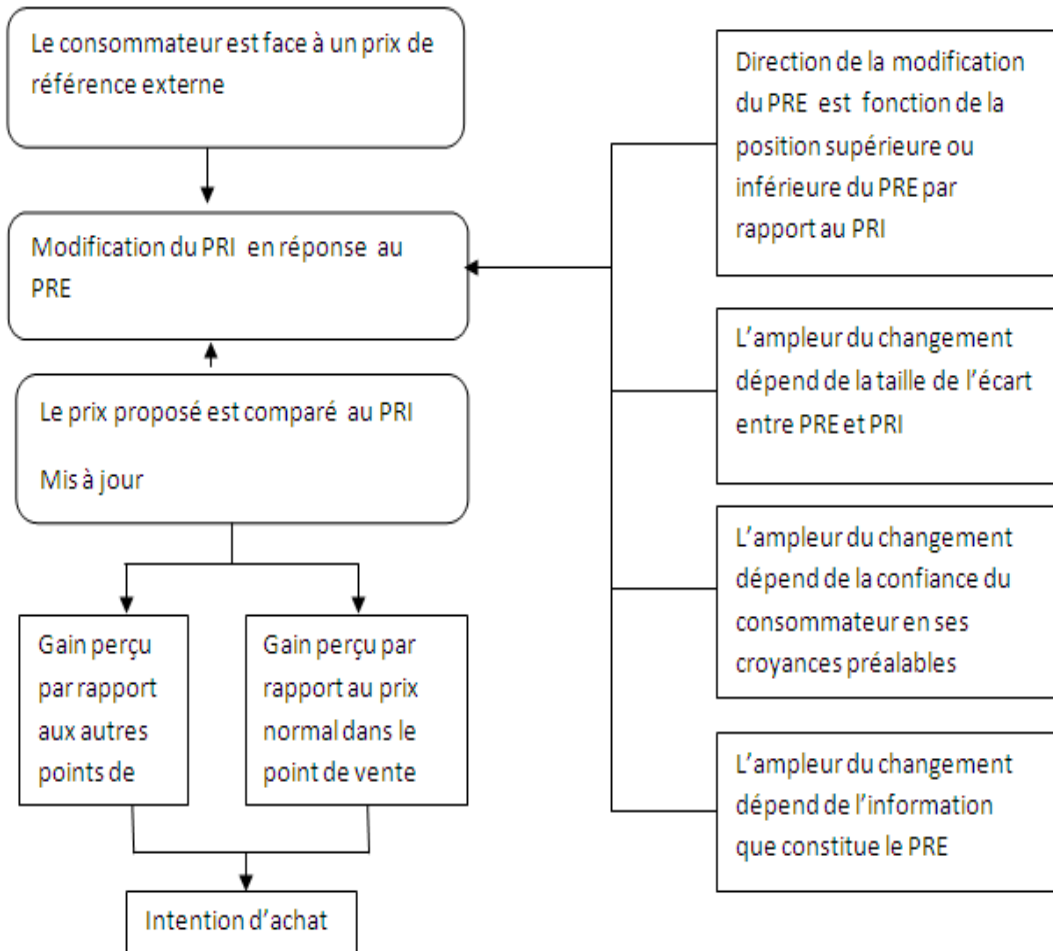 Le consommateur est face à un prix de
référence externe
Modification du PRI en réponse au
PRE
Le prix proposé est comparé au PRI
Mis à jour
Gain perçu
par rapport
aux autres
points de
Gain perçu par
rapport au prix
normal dans le
point de vente
Intention d'achat
Direction de la modification
du PRE est fonction de la
position supérieure ou
inférieure du PRE par
rapport au PRI
L'ampleur du changement
dépend de la taille de l'écart
entre PRE et PRI
L'ampleur du changement
dépend de la confiance du
consommateur en ses
croyances préalables
L'ampleur du changement
dépend de l'information
que constitue le PRE